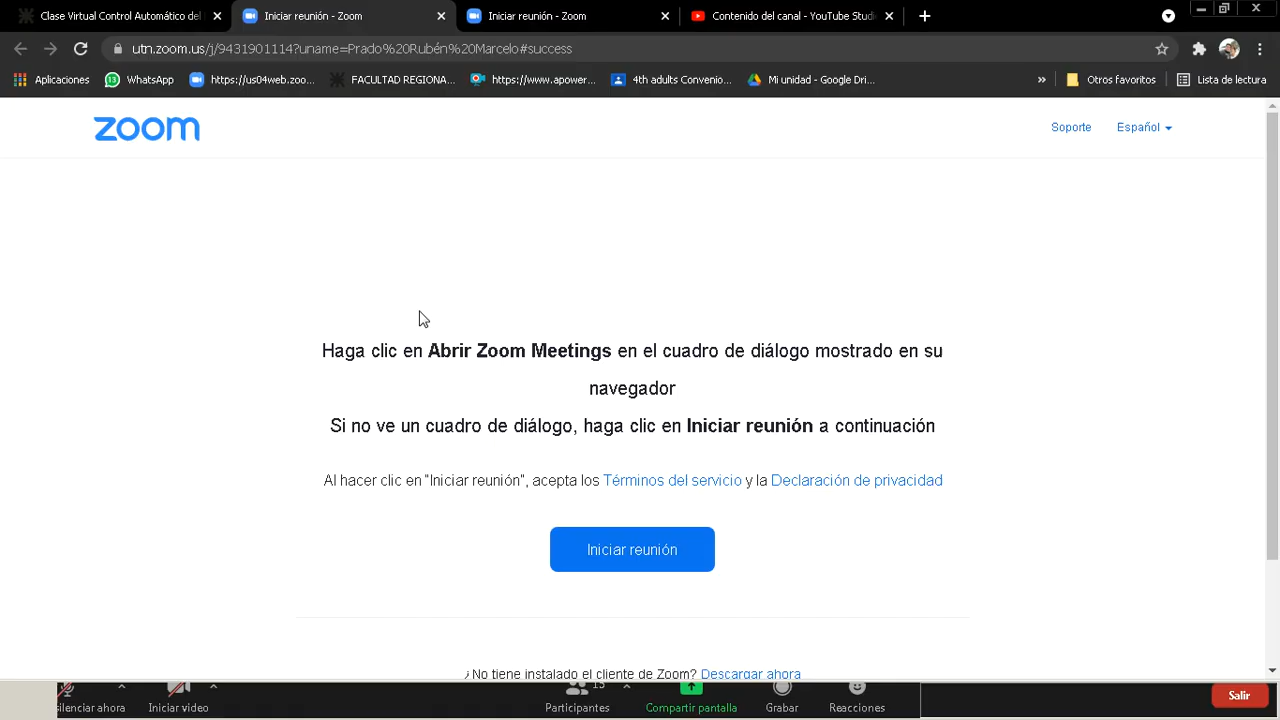 Clase Virtual Control Automático del
Iniciar reunión - Zoom
Iniciar reunión - Zoom
Contenido del canal - YouTube Stud
utn.zoom.us/j/9431901114?uname=Prado%20Rubén%20Marcelo#success
Aplicaciones
WhatsApp
https://us04web.zoo...
FACULTAD REGIONA...
https://www.apower...
4th adults Convenio...
Mi unidad - Google Dri...
»
Otros favoritos
Lista de lectura
zoom
Soporte
Español
Haga clic en Abrir Zoom Meetings en el cuadro de diálogo mostrado en su
navegador
Si no ve un cuadro de diálogo, haga clic en Iniciar reunión a continuación
Al hacer clic en "Iniciar reunión", acepta los Términos del servicio y la Declaración de privacidad
Iniciar reunión
¿No tiene instalado el cliente de Zoom? Descargar ahora
15
Silenciar ahora
Iniciar video
Participantes
Compartir pantalla
Grabar
Reacciones
Salir